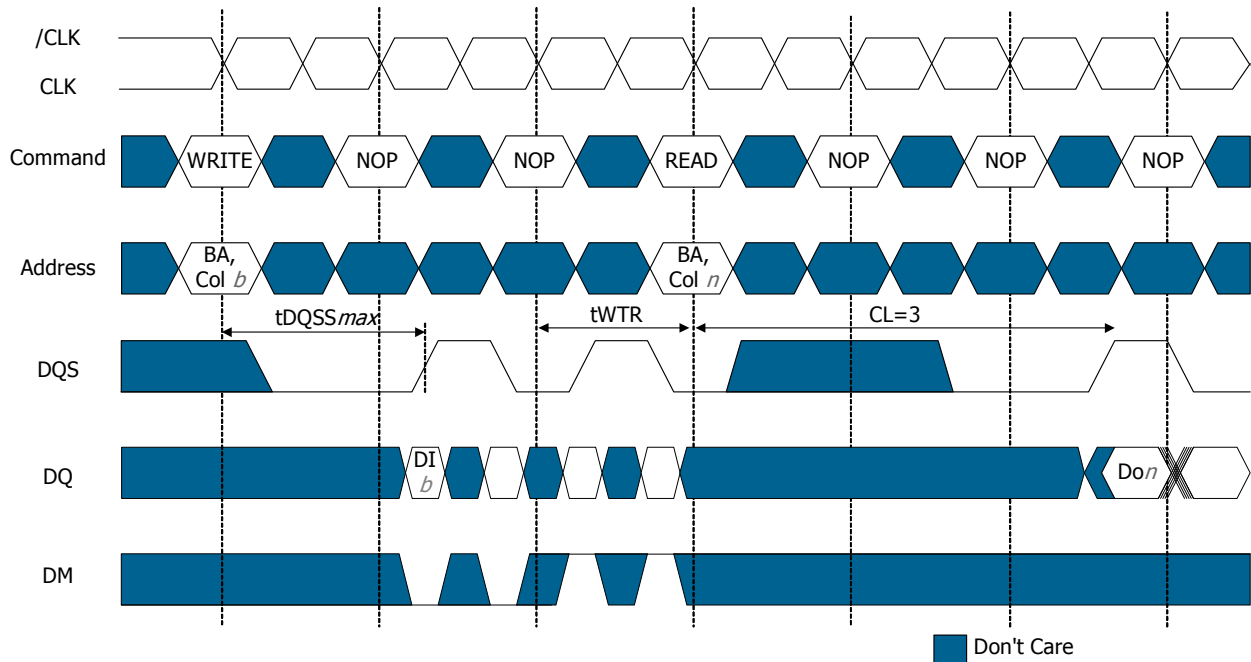 /CLK
CLK
Command
WRITE
NOP
NOP
READ
NOP
NOP
NOP
Address
BA,
Col b
BA,
Col n
tDQSSmax
tWTR
CL=3
DQS
DQ
DI
b
Don
DM
Don't Care